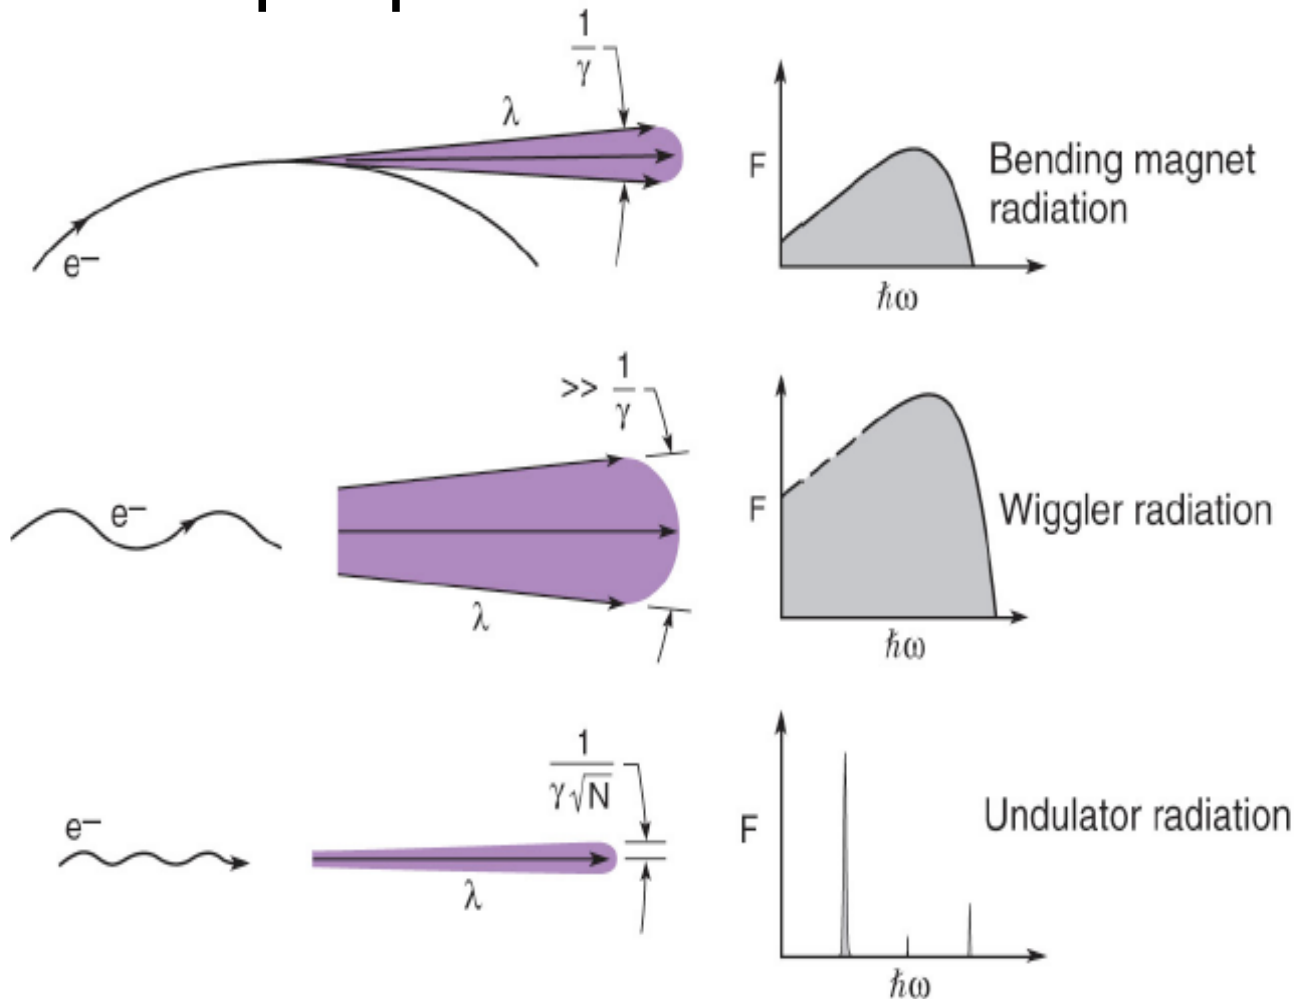 1
γ
λ
e–
F
ħω
Bending magnet
radiation
>> 1
γ
e–
λ
F
ħω
Wiggler radiation
1
γ√N
e–
λ
F
ħω
Undulator radiation